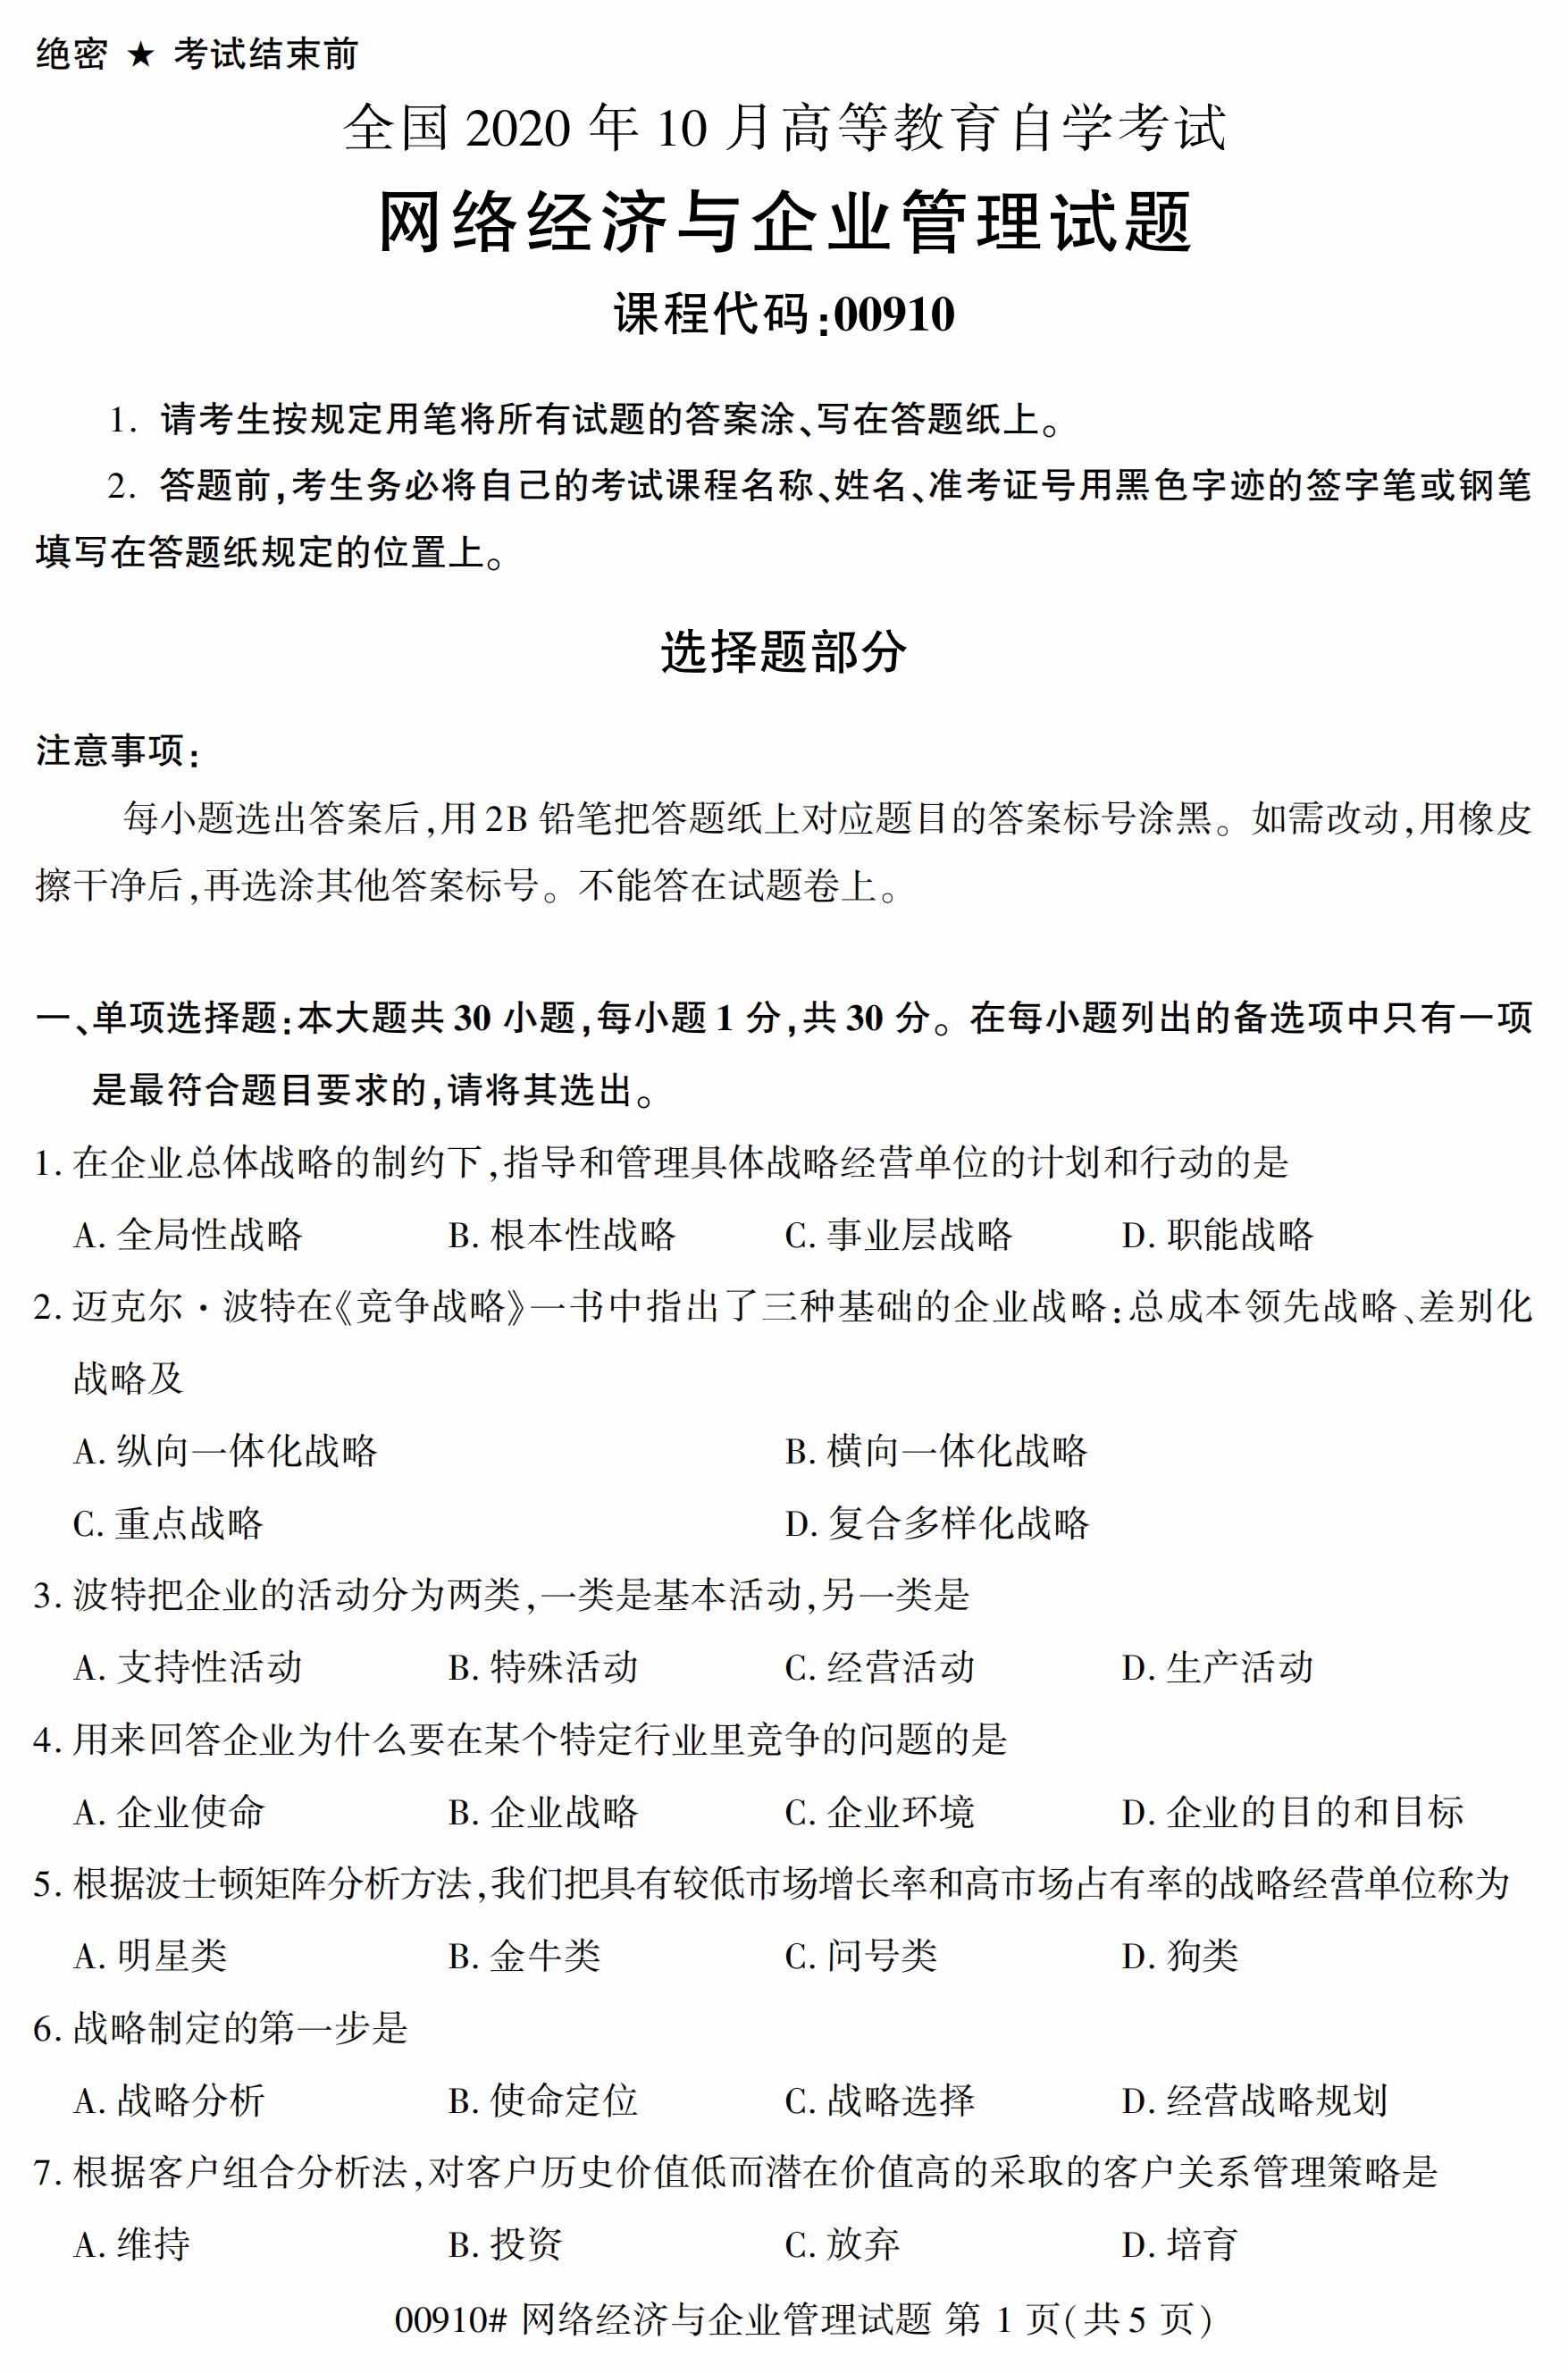 绝密 ★ 考试结束前
全国 2020 年 10 月高等教育自学考试
网络经济与企业管理试题
课程代码:00910
1. 请考生按规定用笔将所有试题的答案涂、写在答题纸上。
2. 答题前,考生务必将自己的考试课程名称、姓名、准考证号用黑色字迹的签字笔或钢笔
填写在答题纸规定的位置上。
选择题部分
注意事项:
每小题选出答案后,用 2B 铅笔把答题纸上对应题目的答案标号涂黑。如需改动,用橡皮
擦干净后,再选涂其他答案标号。不能答在试题卷上。
一、单项选择题:本大题共 30 小题,每小题 1 分,共 30 分。在每小题列出的备选项中只有一项
是最符合题目要求的,请将其选出。
1. 在企业总体战略的制约下,指导和管理具体战略经营单位的计划和行动的是
A. 全局性战略 B. 根本性战略 C. 事业层战略 D. 职能战略
2. 迈克尔·波特在《竞争战略》一书中指出了三种基础的企业战略:总成本领先战略、差别化
战略及
A. 纵向一体化战略 B. 横向一体化战略
C. 重点战略 D. 复合多样化战略
3. 波特把企业的活动分为两类,一类是基本活动,另一类是
A. 支持性活动 B. 特殊活动 C. 经营活动 D. 生产活动
4. 用来回答企业为什么要在某个特定行业里竞争的问题的是
A. 企业使命 B. 企业战略 C. 企业环境 D. 企业的目的和目标
5. 根据波士顿矩阵分析方法,我们把具有较低市场增长率和高市场占有率的战略经营单位称为
A. 明星类 B. 金牛类 C. 问号类 D. 狗类
6. 战略制定的第一步是
A. 战略分析 B. 使命定位 C. 战略选择 D. 经营战略规划
7. 根据客户组合分析法,对客户历史价值低而潜在价值高的采取的客户关系管理策略是
A. 维持 B. 投资 C. 放弃 D. 培育
00910# 网络经济与企业管理试题 第 1 页(共 5 页)